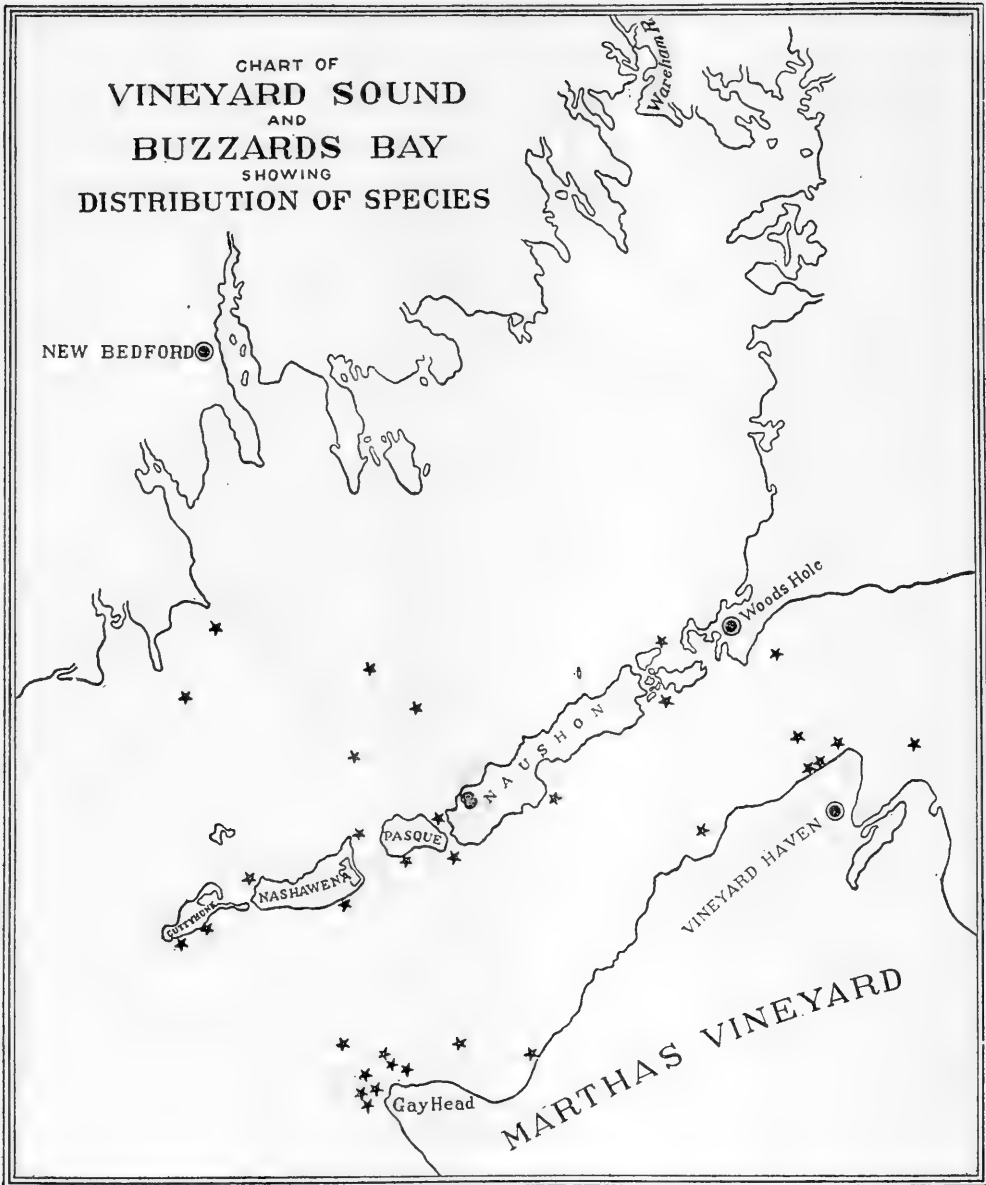 CHART OF
VINEYARD SOUND
AND
BUZZARDS BAY
SHOWING
DISTRIBUTION OF SPECIES
Wareham R.
NEW BEDFORD
Woods Hole
NAUSHON
PASQUE
VINEYARD HAVEN
NASHAWENA
CUTTYHUNK
MARTHAS VINEYARD
Gay Head